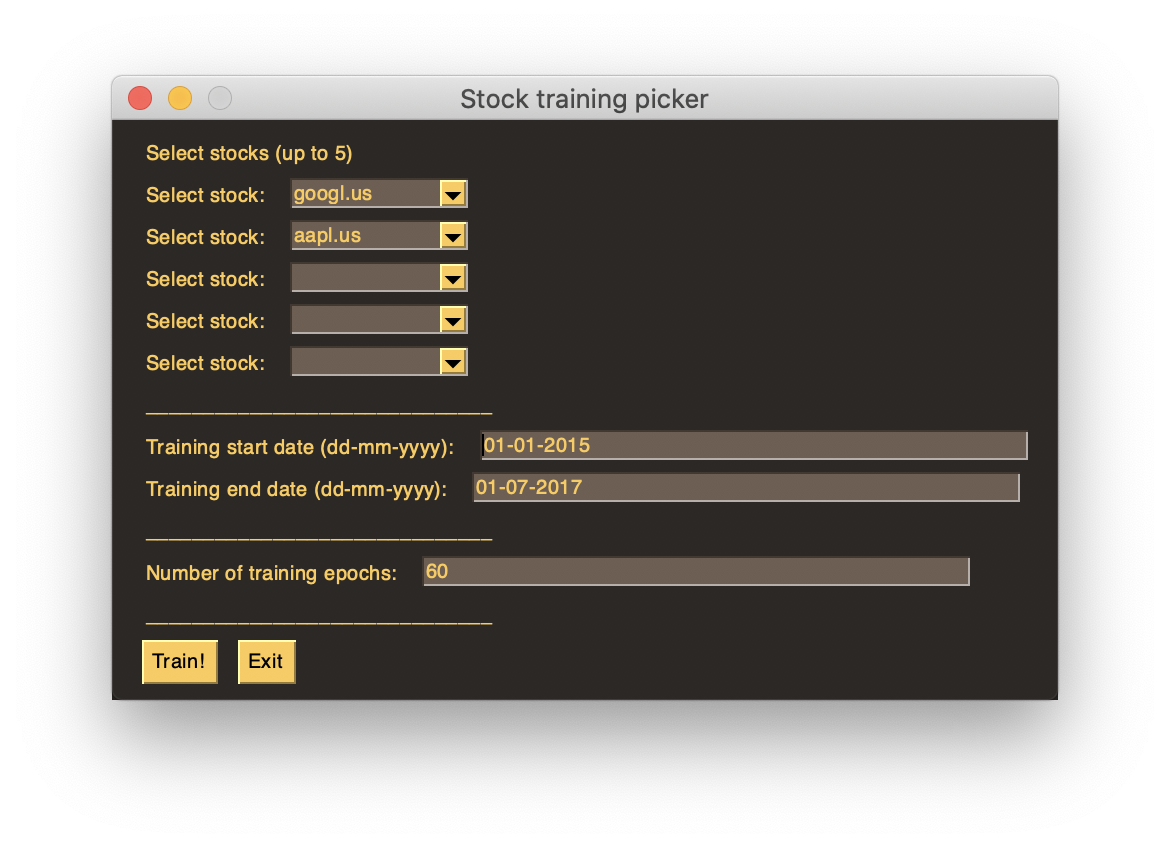 Stock training picker
Select stocks (up to 5)
Select stock: googl.us
Select stock: aapl.us
Select stock:
Select stock:
Select stock:
______________________________
Training start date (dd-mm-yyyy): 01-01-2015
Training end date (dd-mm-yyyy): 01-07-2017
______________________________
Number of training epochs: 60
______________________________
Train! Exit